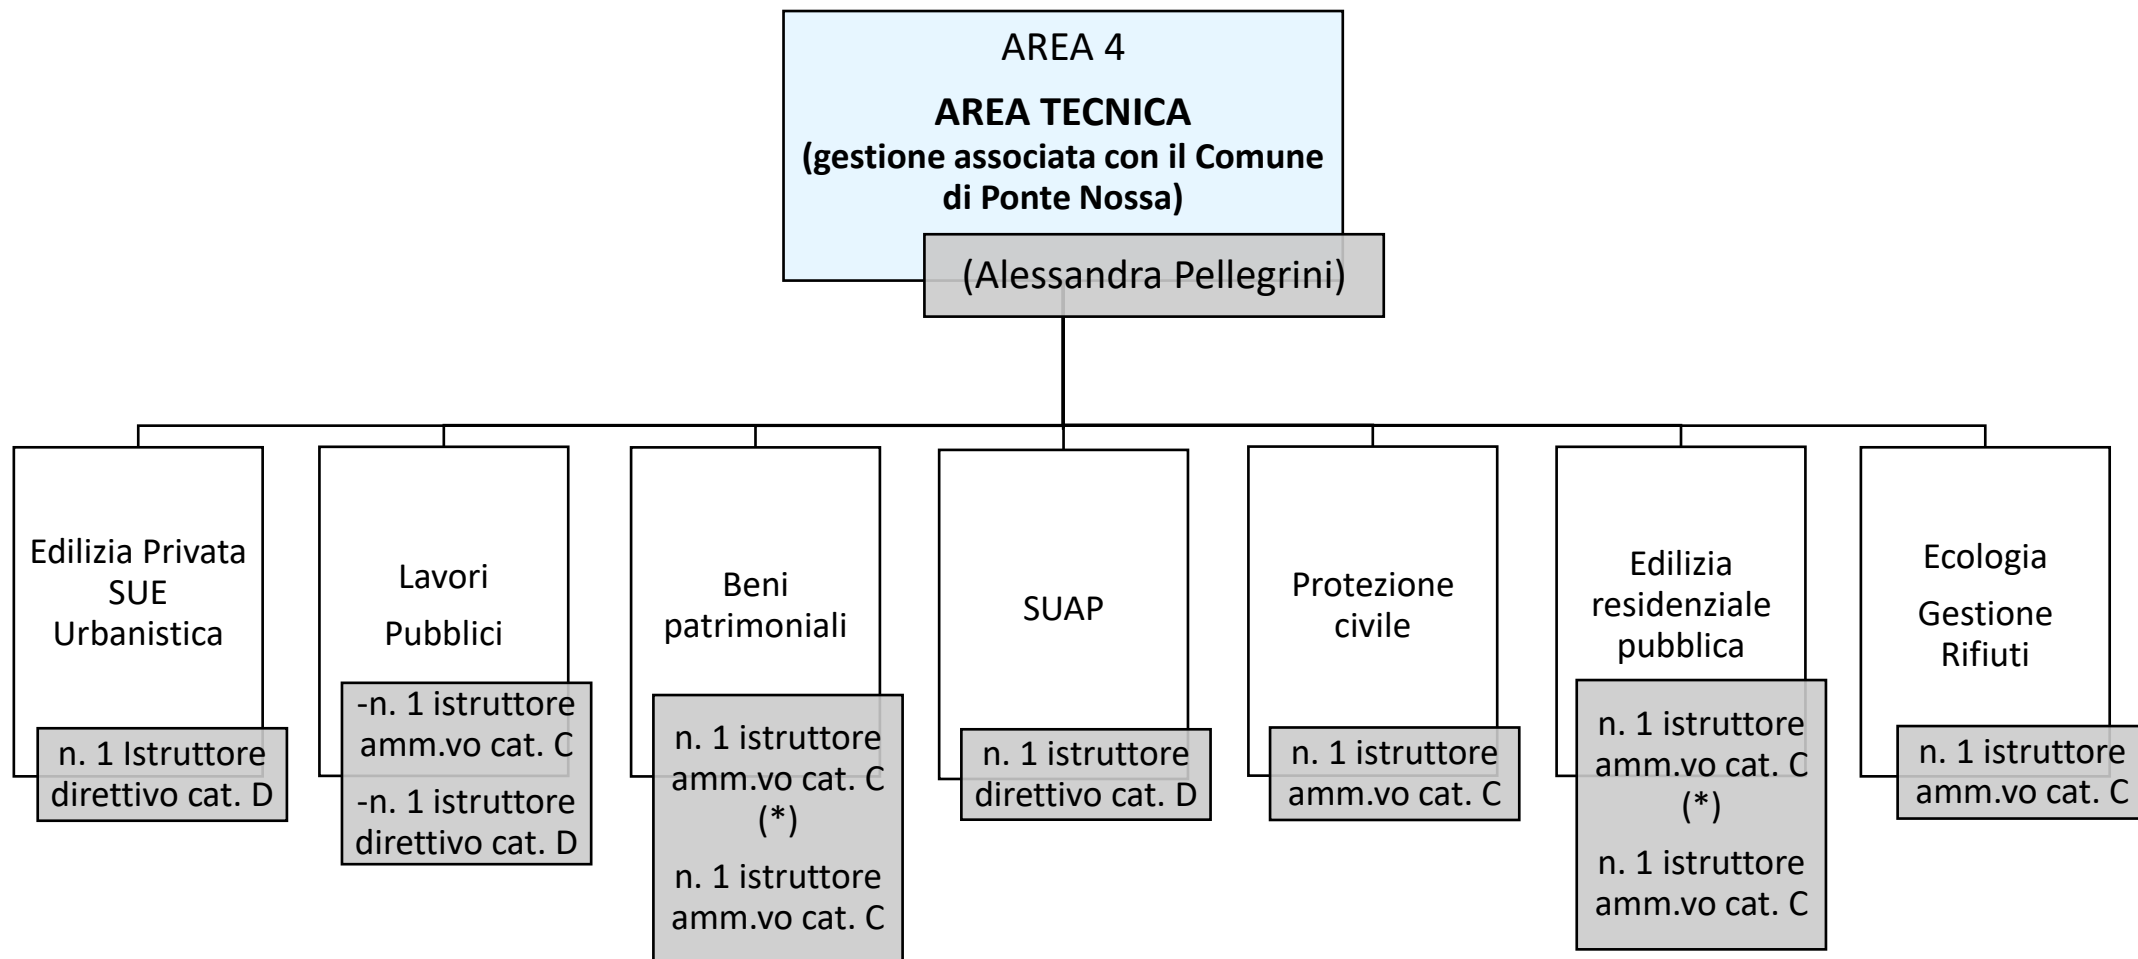 AREA 4
AREA TECNICA
(gestione associata con il Comune
di Ponte Nossa)
(Alessandra Pellegrini)
Edilizia Privata
SUE
Urbanistica
n. 1 Istruttore
direttivo cat. D
Lavori
Pubblici
-n. 1 istruttore
amm.vo cat. C
-n. 1 istruttore
direttivo cat. D
Beni
patrimoniali
n. 1 istruttore
amm.vo cat. C
(*)
n. 1 istruttore
amm.vo cat. C
SUAP
n. 1 istruttore
direttivo cat. D
Protezione
civile
n. 1 istruttore
amm.vo cat. C
Edilizia
residenziale
pubblica
n. 1 istruttore
amm.vo cat. C
(*)
n. 1 istruttore
amm.vo cat. C
Ecologia
Gestione
Rifiuti
n. 1 istruttore
amm.vo cat. C